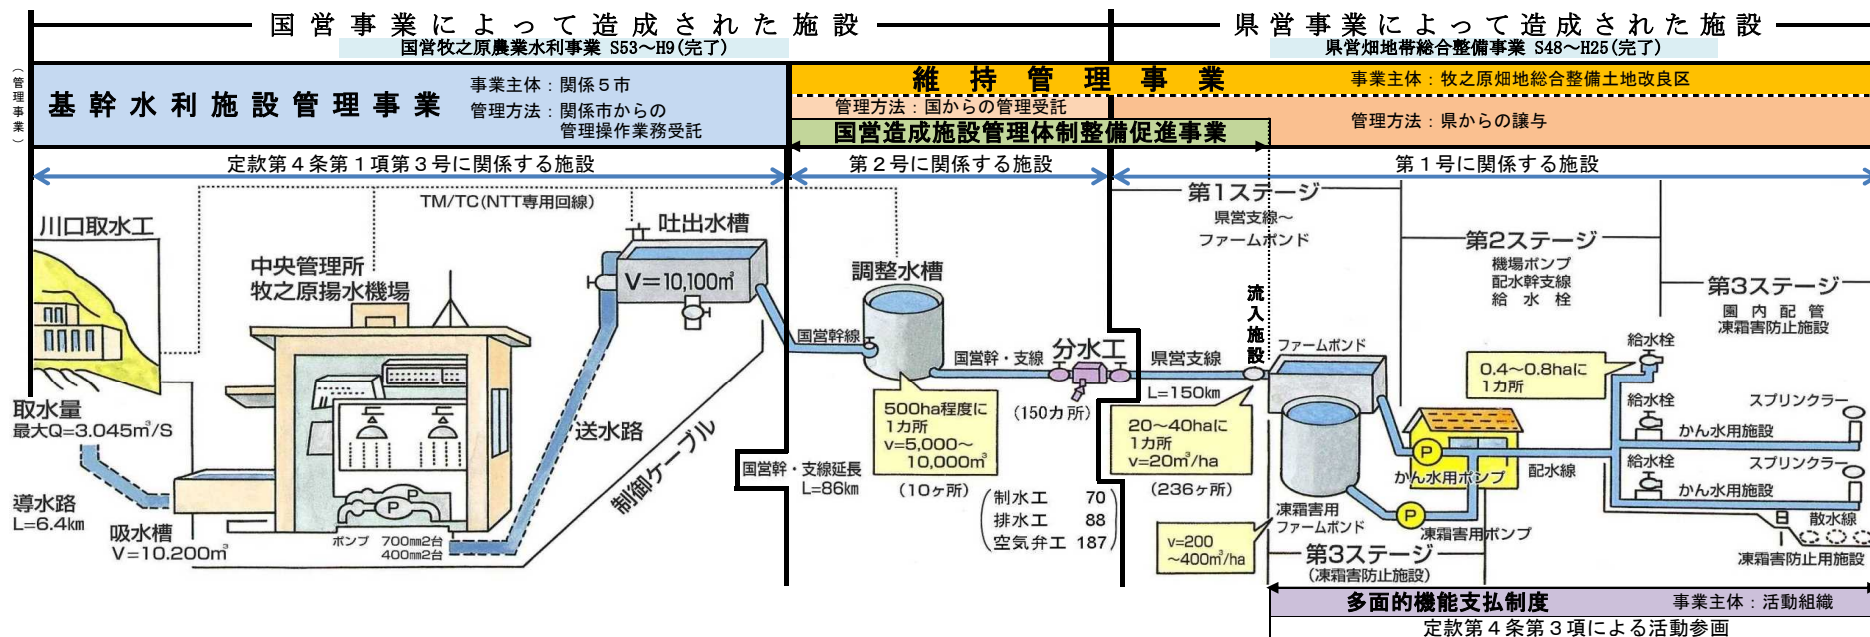 国営事業によって造成された施設
国営牧之原農業水利事業 S53～H9(完了)
県営事業によって造成された施設
県営畑地帯総合整備事業 S48～H25(完了)
（管理事業）
基幹水利施設管理事業
事業主体：関係５市
管理方法：関係市からの
管理操作業務受託
維持管理事業
事業主体：牧之原畑地総合整備土地改良区
管理方法：国からの管理受託
管理方法：県からの譲与
国営造成施設管理体制整備促進事業
定款第４条第１項第３号に関係する施設
第２号に関係する施設
第１号に関係する施設
TM/TC(NTT専用回線)
川口取水工
中央管理所
牧之原揚水機場
吐出水槽
V=10,100㎥
調整水槽
国営幹線
国営幹・支線
分水工
(150カ所)
500ha程度に
1カ所
v=5,000～
10,000㎥
(10ヶ所)
取水量
最大Q=3.045㎥/S
導水路
L=6.4㎞
吸水槽
V=10.200㎥
ポンプ 700㎜2台
400㎜2台
P
P
送水路
制御ケーブル
国営幹・支線延長
L=86㎞
制水工 70
排水工 88
空気弁工 187
第1ステージ
県営支線～
ファームポンド
第2ステージ
機場ポンプ
配水幹支線
給水栓
第3ステージ
園内配管
凍霜害防止施設
流入施設
県営支線
L=150㎞
ファームポンド
20～40haに
1カ所
v=20㎥/ha
(236ヶ所)
0.4～0.8haに
1カ所
給水栓
給水栓
スプリンクラー
かん水用施設
給水栓
スプリンクラー
かん水用施設
P
かん水用ポンプ
配水線
凍霜害用
ファームポンド
P
凍霜害用ポンプ
散水線
凍霜害防止用施設
v=200
～400㎥/ha
第3ステージ
(凍霜害防止施設)
多面的機能支払制度
事業主体：活動組織
定款第４条第３項による活動参画